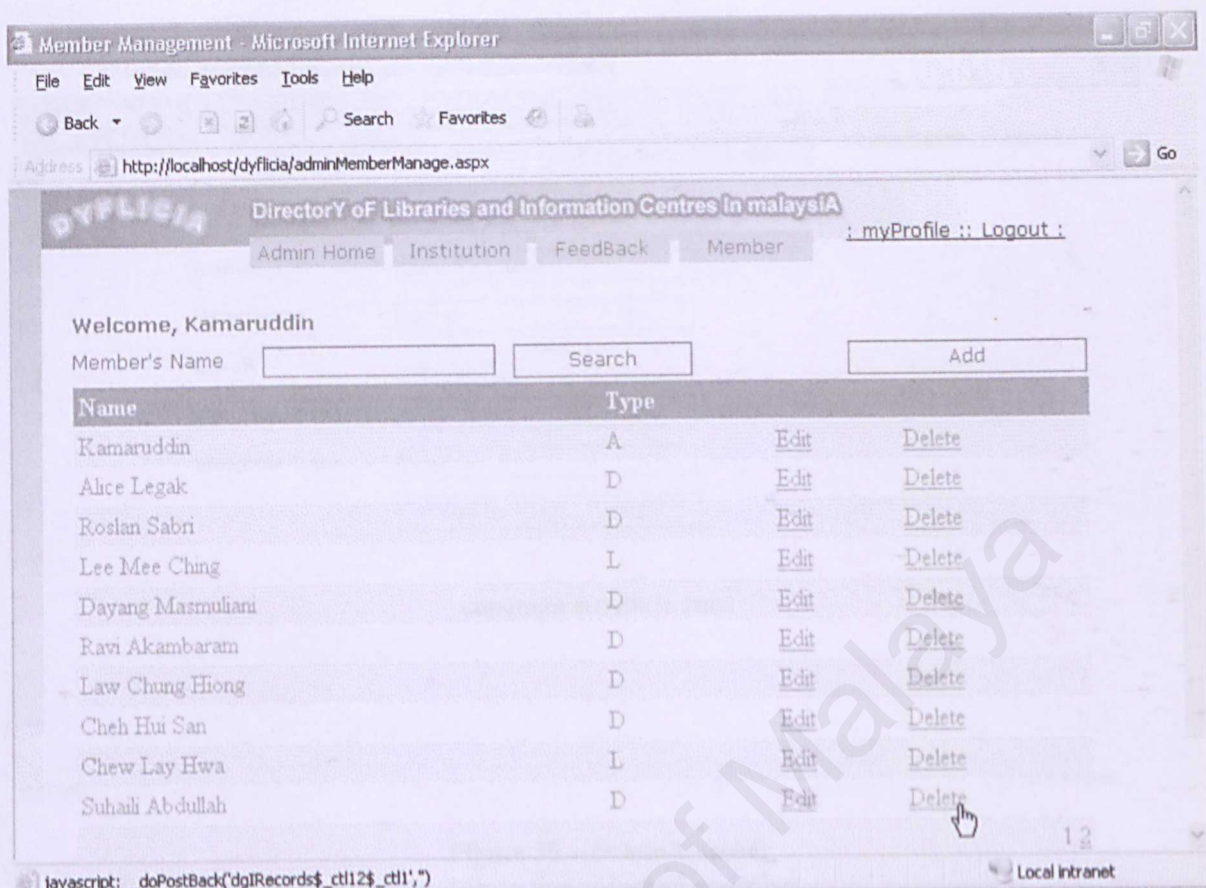 Member Management - Microsoft Internet Explorer
File Edit View Favorites Tools Help
Back Search Favorites
Address http://localhost/dyflicia/adminMemberManage.aspx Go
DYFLICIA DirectorY oF Libraries and Information Centres In malaysiA
: myProfile :: Logout :
Admin Home Institution FeedBack Member
Welcome, Kamaruddin
Member's Name Search Add
Name Type
Kamaruddin A Edit Delete
Alice Legak D Edit Delete
Roslan Sabri D Edit Delete
Lee Mee Ching L Edit Delete
Dayang Masmuliani D Edit Delete
Ravi Akambaram D Edit Delete
Law Chung Hiong D Edit Delete
Cheh Hui San D Edit Delete
Chew Lay Hwa L Edit Delete
Suhaili Abdullah D Edit Delete
1 2
javascript:__doPostBack('dgIRecords$_ctl12$_ctl1','') Local intranet
of Malaya